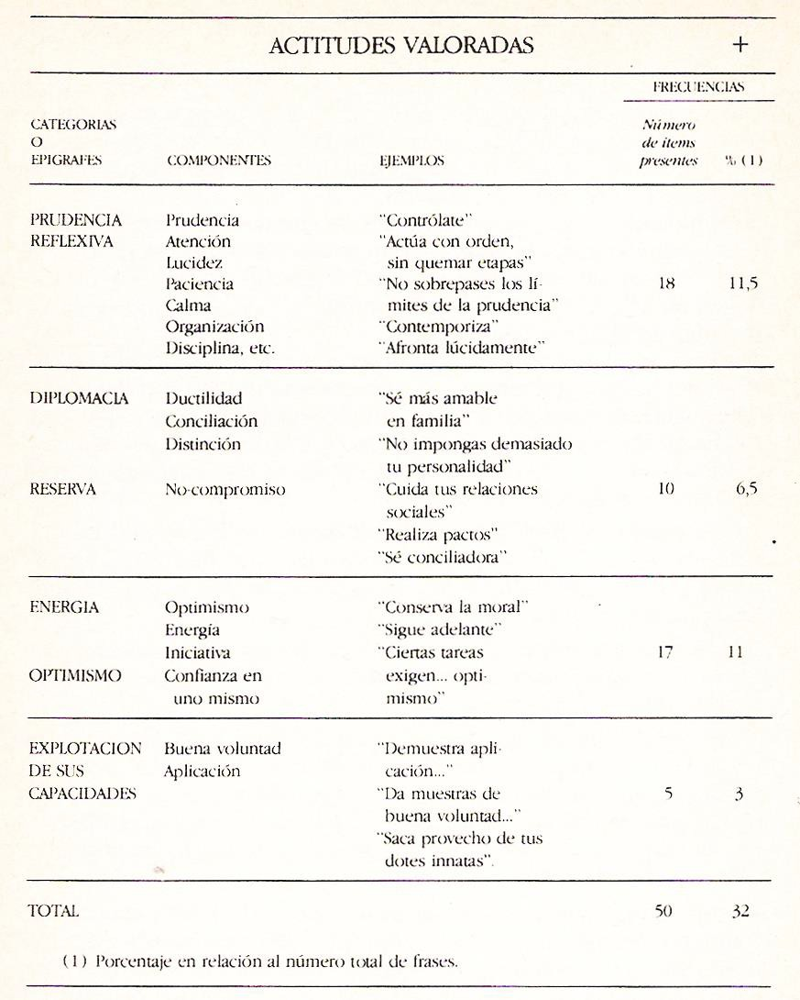 ACTITUDES VALORADAS +
FRECUENCIAS
CATEGORIAS Número
O de items
EPIGRAFES COMPONENTES EJEMPLOS presentes % (1)
PRUDENCIA Prudencia "Contrólate"
REFLEXIVA Atención "Actúa con orden,
Lucidez sin quemar etapas"
Paciencia "No sobrepases los lí- 18 11,5
Calma mites de la prudencia"
Organización "Contemporiza"
Disciplina, etc. "Afronta lúcidamente"
DIPLOMACIA Ductilidad "Sé más amable
Conciliación en familia"
Distinción "No impongas demasiado
tu personalidad"
RESERVA No-compromiso "Cuida tus relaciones 10 6,5
sociales"
"Realiza pactos"
"Sé conciliadora"
ENERGIA Optimismo "Conserva la moral"
Energía "Sigue adelante"
Iniciativa "Ciertas tareas 17 11
OPTIMISMO Confianza en exigen... opti-
uno mismo mismo"
EXPLOTACION Buena voluntad "Demuestra apli-
DE SUS Aplicación cación..."
CAPACIDADES "Da muestras de 5 3
buena voluntad..."
"Saca provecho de tus
dotes innatas".
TOTAL 50 32
(1) Porcentaje en relación al número total de frases.